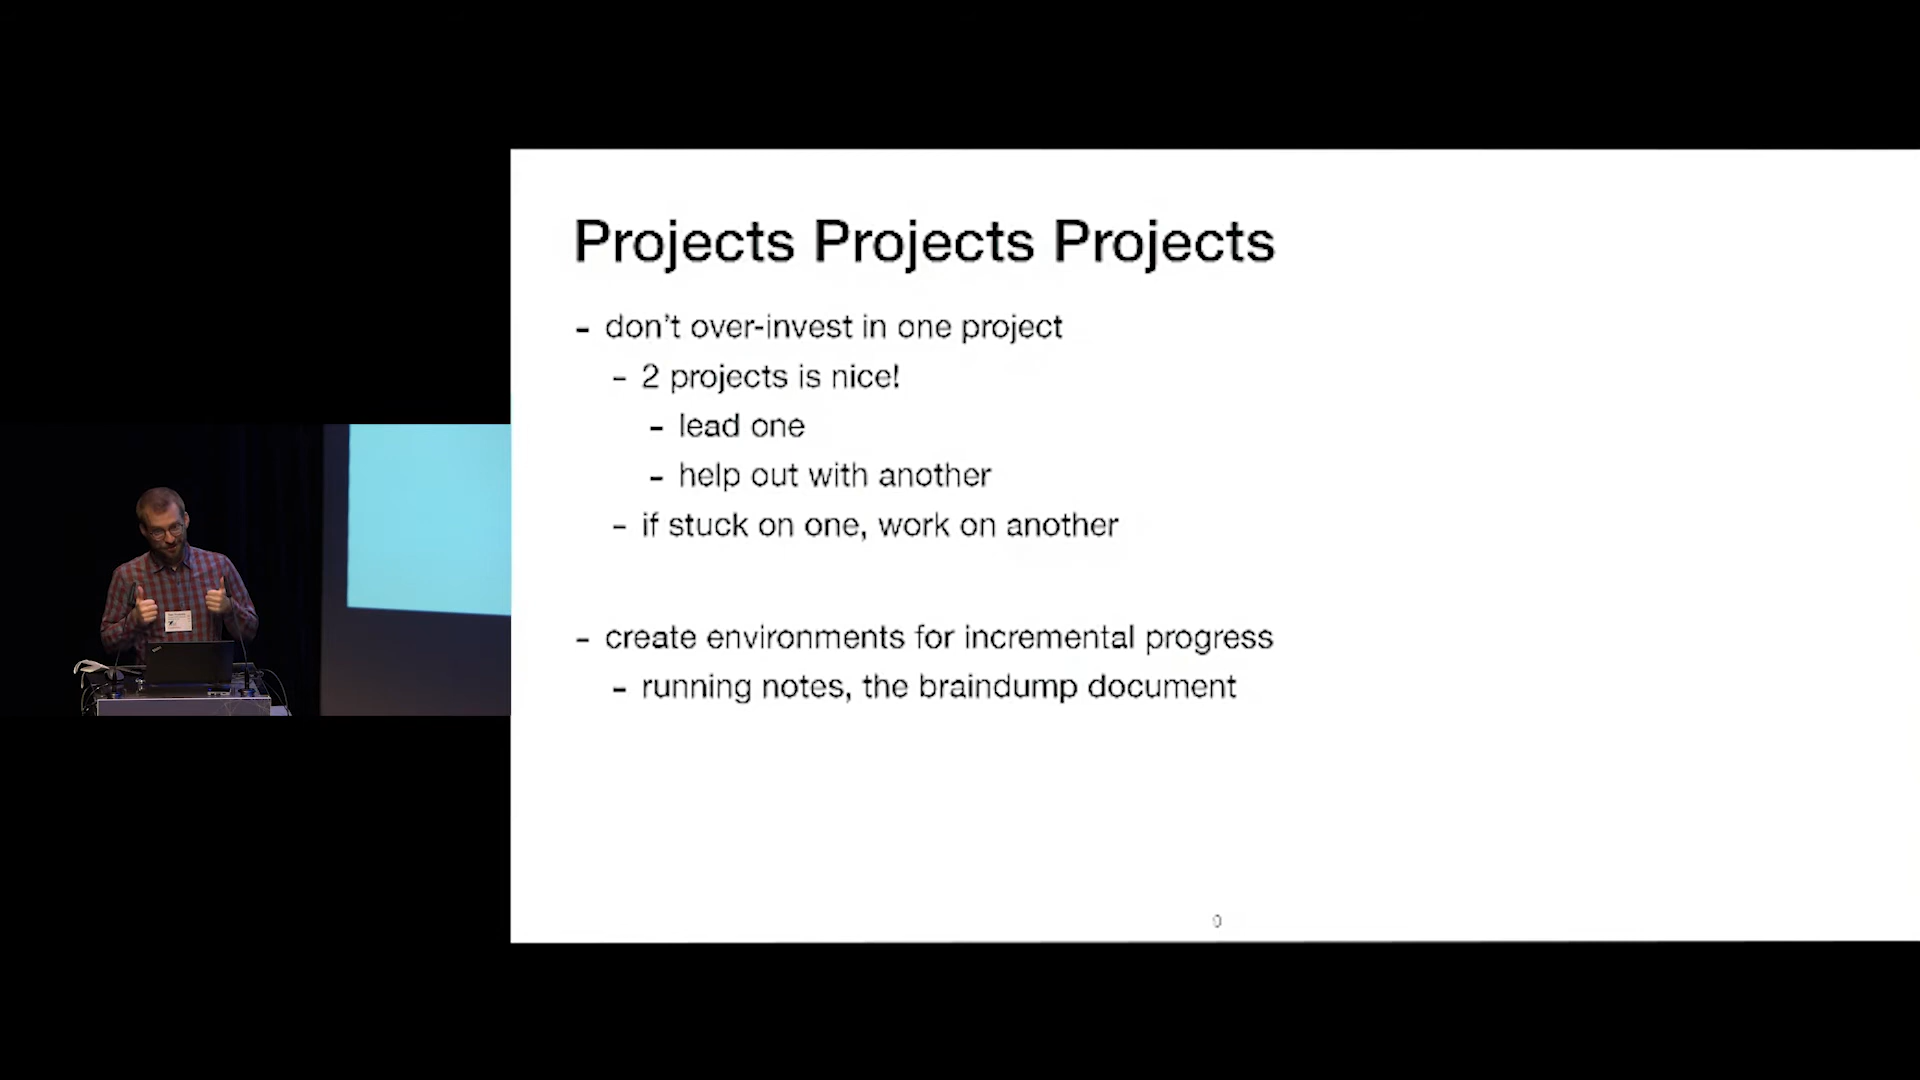 Projects Projects Projects
- don't over-invest in one project
- 2 projects is nice!
- lead one
- help out with another
- if stuck on one, work on another
- create environments for incremental progress
- running notes, the braindump document
0